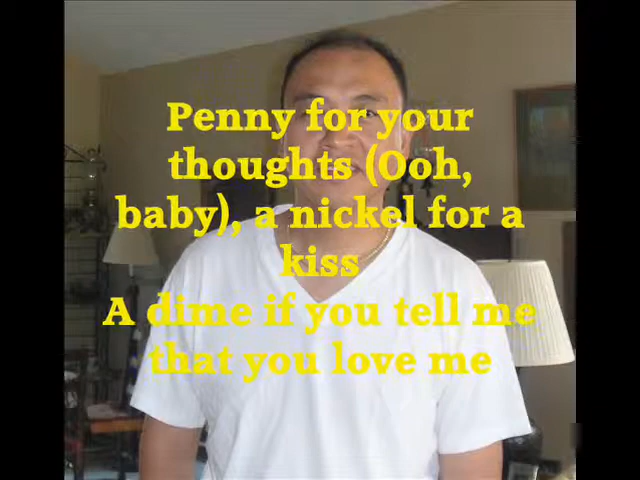 Penny for your
thoughts (Ooh,
baby), a nickel for a
kiss
A dime if you tell me
that you love me